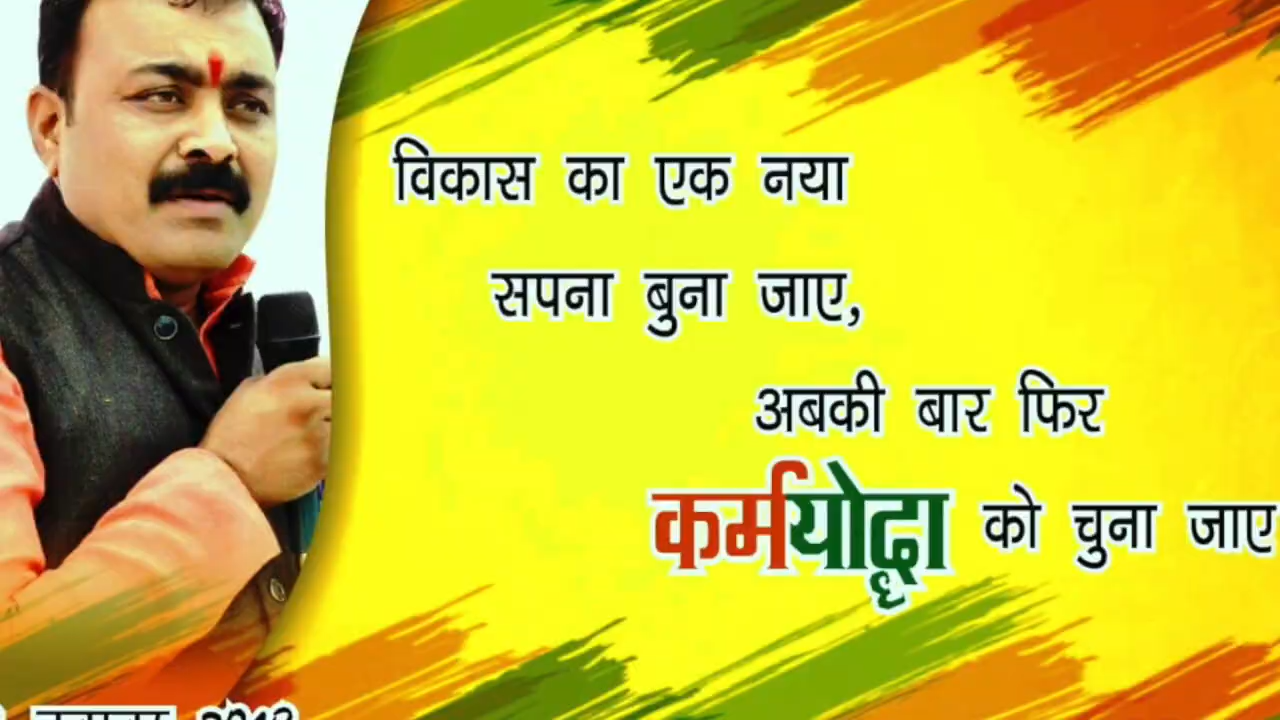 विकास का एक नया
सपना बुना जाए,
अबकी बार फिर
कर्मयोद्धा को चुना जाए